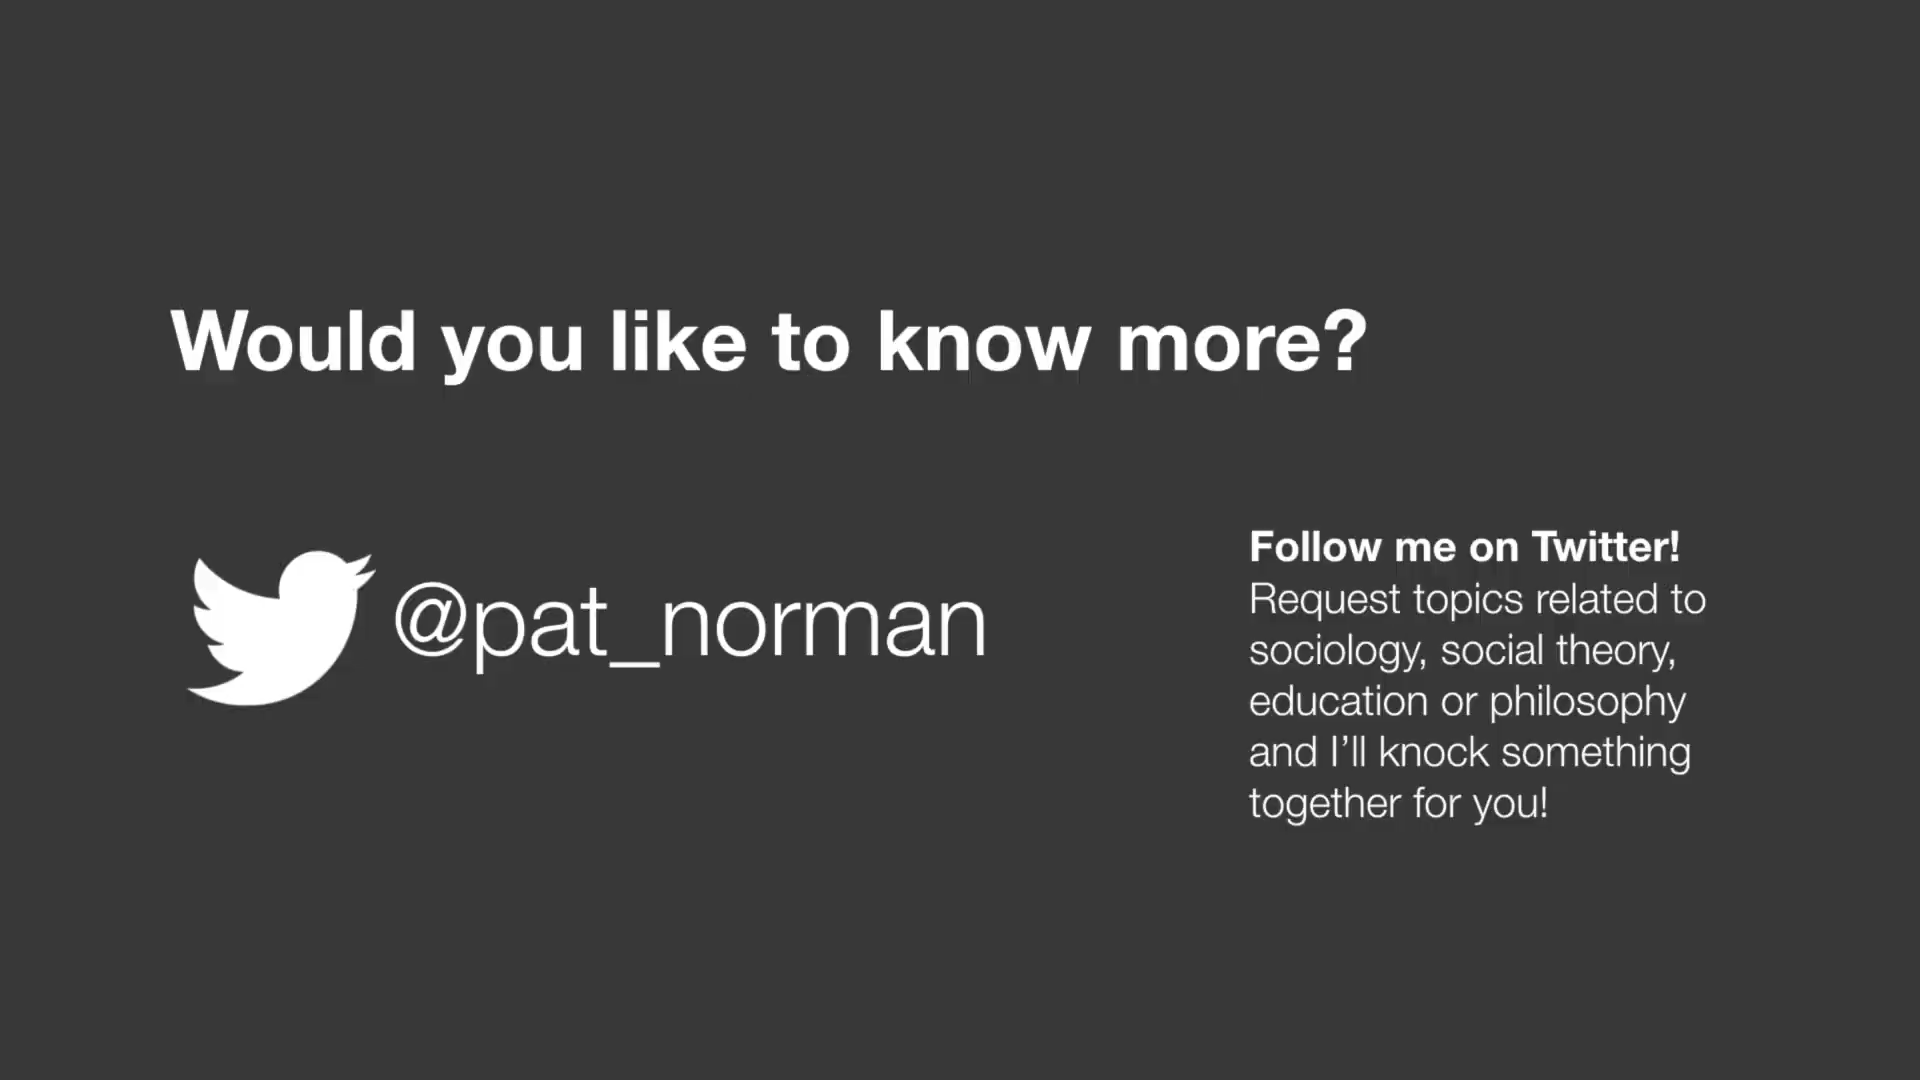 Would you like to know more?
@pat_norman
Follow me on Twitter!
Request topics related to
sociology, social theory,
education or philosophy
and I’ll knock something
together for you!